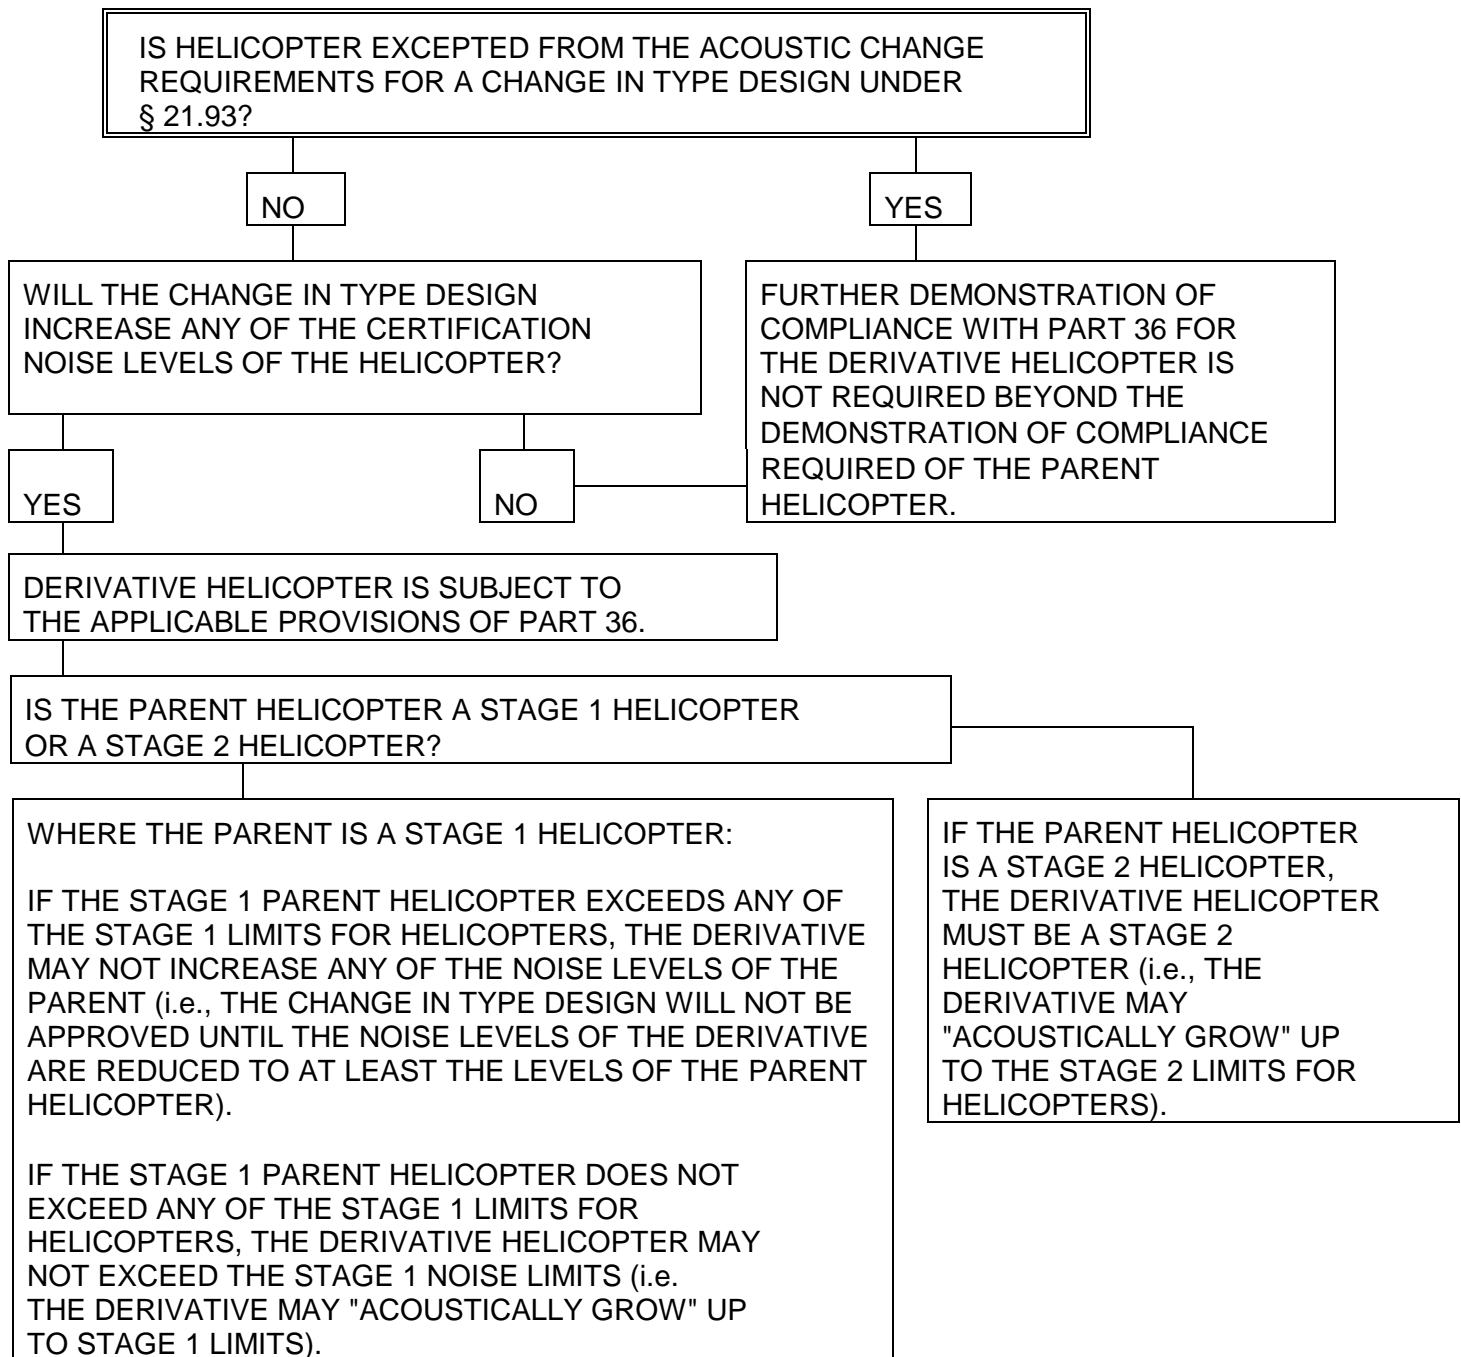 IS HELICOPTER EXCEPTED FROM THE ACOUSTIC CHANGE
REQUIREMENTS FOR A CHANGE IN TYPE DESIGN UNDER
§ 21.93?
NO
YES
WILL THE CHANGE IN TYPE DESIGN
INCREASE ANY OF THE CERTIFICATION
NOISE LEVELS OF THE HELICOPTER?
FURTHER DEMONSTRATION OF
COMPLIANCE WITH PART 36 FOR
THE DERIVATIVE HELICOPTER IS
NOT REQUIRED BEYOND THE
DEMONSTRATION OF COMPLIANCE
REQUIRED OF THE PARENT
HELICOPTER.
YES
NO
DERIVATIVE HELICOPTER IS SUBJECT TO
THE APPLICABLE PROVISIONS OF PART 36.
IS THE PARENT HELICOPTER A STAGE 1 HELICOPTER
OR A STAGE 2 HELICOPTER?
WHERE THE PARENT IS A STAGE 1 HELICOPTER:
IF THE STAGE 1 PARENT HELICOPTER EXCEEDS ANY OF
THE STAGE 1 LIMITS FOR HELICOPTERS, THE DERIVATIVE
MAY NOT INCREASE ANY OF THE NOISE LEVELS OF THE
PARENT (i.e., THE CHANGE IN TYPE DESIGN WILL NOT BE
APPROVED UNTIL THE NOISE LEVELS OF THE DERIVATIVE
ARE REDUCED TO AT LEAST THE LEVELS OF THE PARENT
HELICOPTER).
IF THE STAGE 1 PARENT HELICOPTER DOES NOT
EXCEED ANY OF THE STAGE 1 LIMITS FOR
HELICOPTERS, THE DERIVATIVE HELICOPTER MAY
NOT EXCEED THE STAGE 1 NOISE LIMITS (i.e.
THE DERIVATIVE MAY "ACOUSTICALLY GROW" UP
TO STAGE 1 LIMITS).
IF THE PARENT HELICOPTER
IS A STAGE 2 HELICOPTER,
THE DERIVATIVE HELICOPTER
MUST BE A STAGE 2
HELICOPTER (i.e., THE
DERIVATIVE MAY
"ACOUSTICALLY GROW" UP
TO THE STAGE 2 LIMITS FOR
HELICOPTERS).